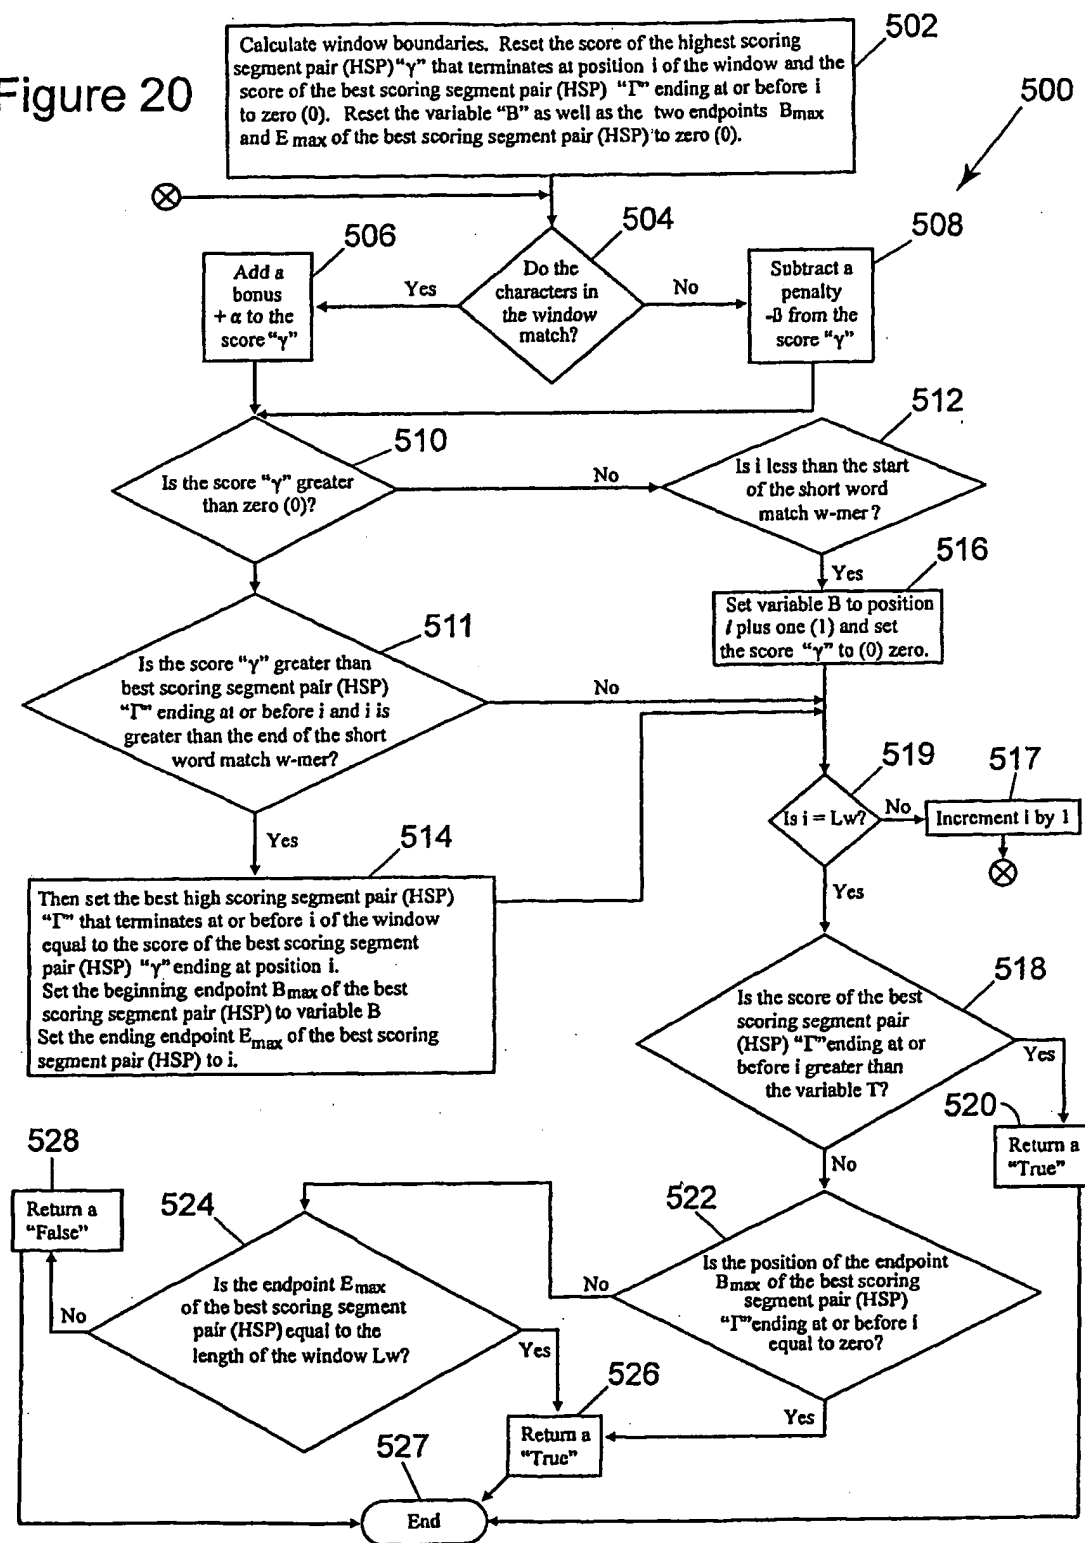 Figure 20
502
Calculate window boundaries. Reset the score of the highest scoring
segment pair (HSP) “γ” that terminates at position i of the window and the
score of the best scoring segment pair (HSP) “Γ” ending at or before i
to zero (0). Reset the variable “B” as well as the two endpoints Bmax
and E max of the best scoring segment pair (HSP) to zero (0).
500
504
Do the
characters in
the window
match?
Yes
No
506
Add a
bonus
+ α to the
score “γ”
508
Subtract a
penalty
-β from the
score “γ”
510
Is the score “γ” greater
than zero (0)?
No
512
Is i less than the start
of the short word
match w-mer?
Yes
516
Set variable B to position
i plus one (1) and set
the score “γ” to (0) zero.
511
Is the score “γ” greater than
best scoring segment pair (HSP)
“Γ” ending at or before i and i is
greater than the end of the short
word match w-mer?
No
Yes
519
Is i = Lw?
No
517
Increment i by 1
Yes
514
Then set the best high scoring segment pair (HSP)
“Γ” that terminates at or before i of the window
equal to the score of the best scoring segment
pair (HSP) “γ” ending at position i.
Set the beginning endpoint Bmax of the best
scoring segment pair (HSP) to variable B
Set the ending endpoint Emax of the best scoring
segment pair (HSP) to i.
518
Is the score of the best
scoring segment pair
(HSP) “Γ” ending at or
before i greater than
the variable T?
Yes
No
520
Return a
“True”
522
Is the position of the endpoint
Bmax of the best scoring
segment pair (HSP)
“Γ” ending at or before i
equal to zero?
No
Yes
524
Is the endpoint Emax
of the best scoring segment
pair (HSP) equal to the
length of the window Lw?
No
Yes
528
Return a
“False”
526
Return a
“True”
527
End